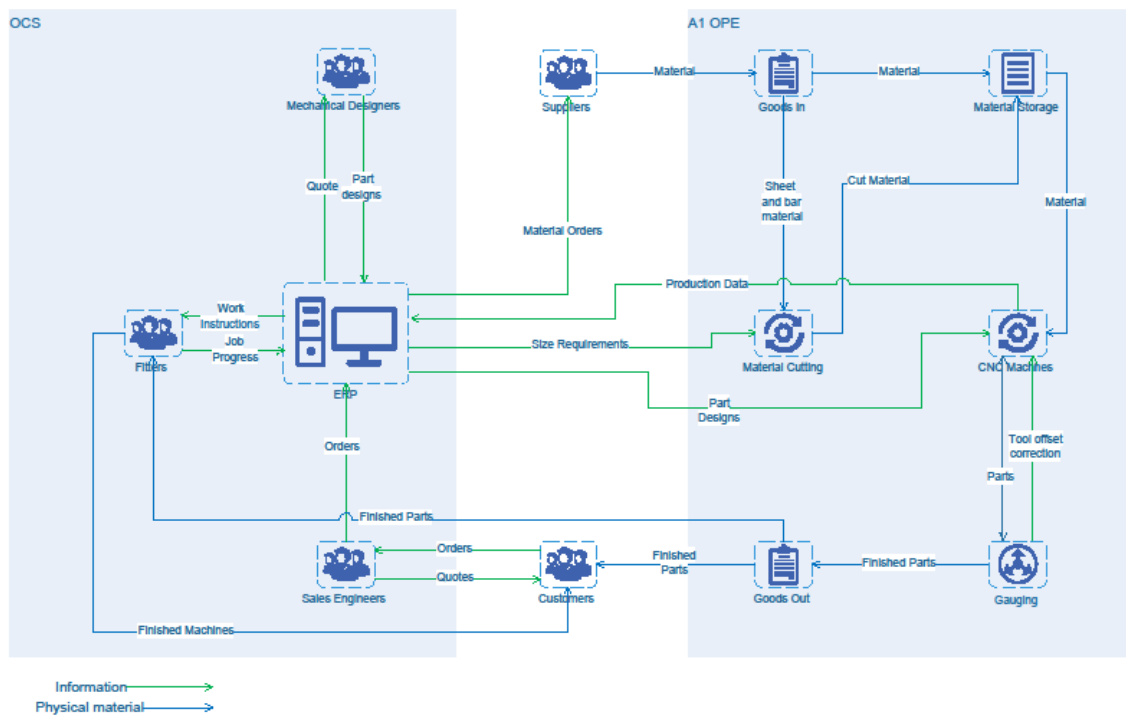 OCS
A1 OPE
Mechanical Designers
Suppliers
Material
Goods In
Material
Material Storage
Quote
Part
designs
Sheet
and bar
material
Cut Material
Material
Material Orders
Production Data
Work
Instructions
Job
Progress
Fitters
ERP
Size Requirements
Material Cutting
CNC Machines
Part
Designs
Orders
Tool offset
correction
Parts
Finished Parts
Orders
Quotes
Sales Engineers
Customers
Finished
Parts
Goods Out
Finished Parts
Gauging
Finished Machines
Information
Physical material